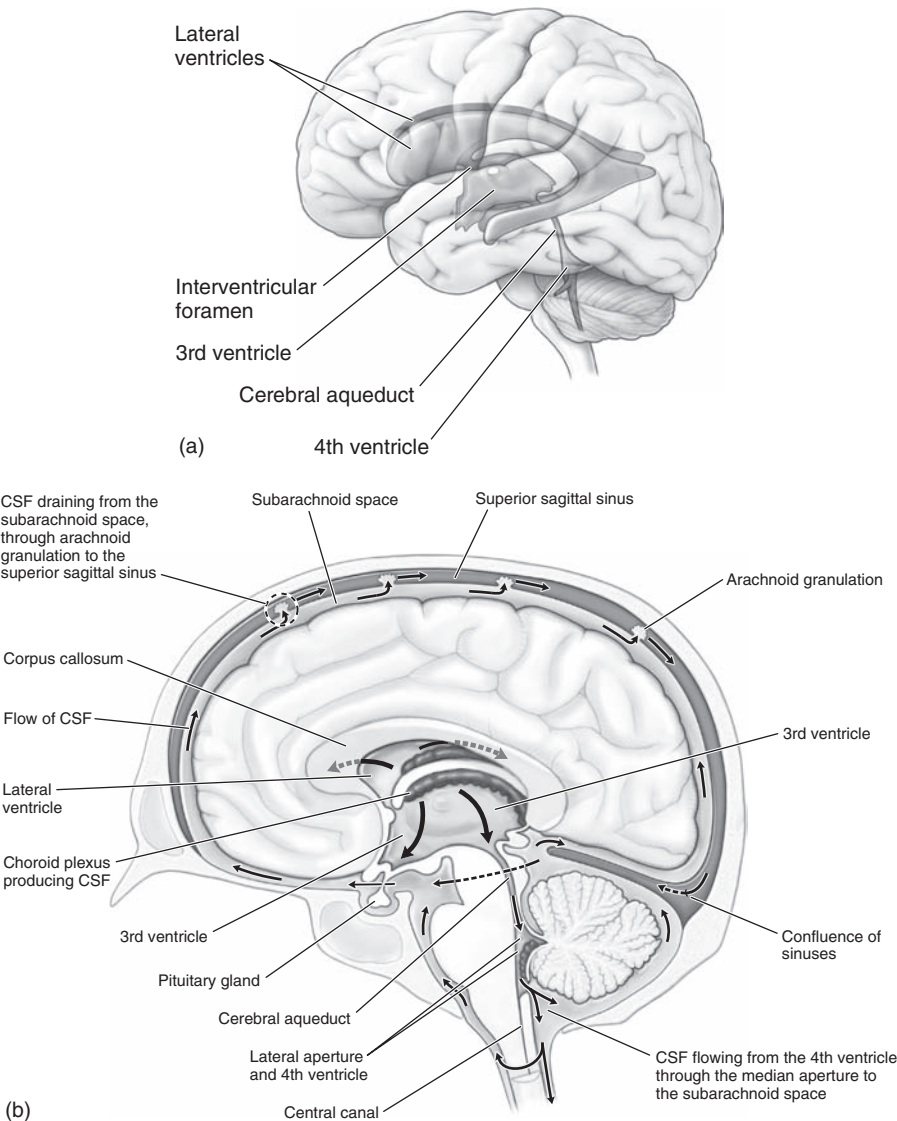 Lateral
ventricles
Interventricular
foramen
3rd ventricle
Cerebral aqueduct
4th ventricle
(a)
CSF draining from the
subarachnoid space,
through arachnoid
granulation to the
superior sagittal sinus
Subarachnoid space
Superior sagittal sinus
Arachnoid granulation
Corpus callosum
Flow of CSF
3rd ventricle
Lateral
ventricle
Choroid plexus
producing CSF
3rd ventricle
Pituitary gland
Confluence of
sinuses
Cerebral aqueduct
Lateral aperture
and 4th ventricle
CSF flowing from the 4th ventricle
through the median aperture to
the subarachnoid space
Central canal
(b)